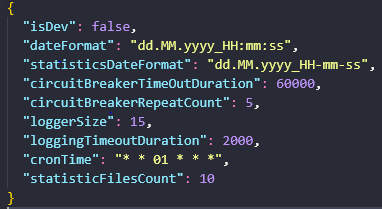 {
"isDev": false,
"dateFormat": "dd.MM.yyyy_HH:mm:ss",
"statisticsDateFormat": "dd.MM.yyyy_HH-mm-ss",
"circuitBreakerTimeOutDuration": 60000,
"circuitBreakerRepeatCount": 5,
"loggerSize": 15,
"loggingTimeoutDuration": 2000,
"cronTime": "* * 01 * * *",
"statisticFilesCount": 10
}